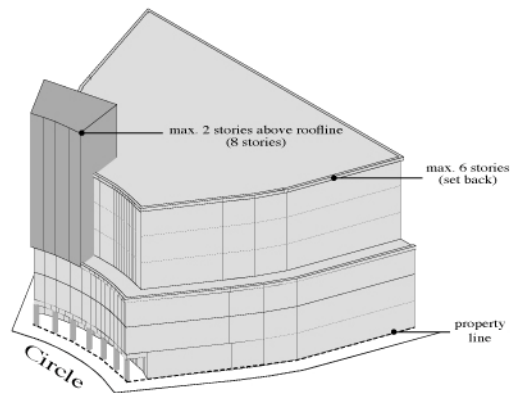 max. 2 stories above roofline
(8 stories)
max. 6 stories
(set back)
property
line
Circle